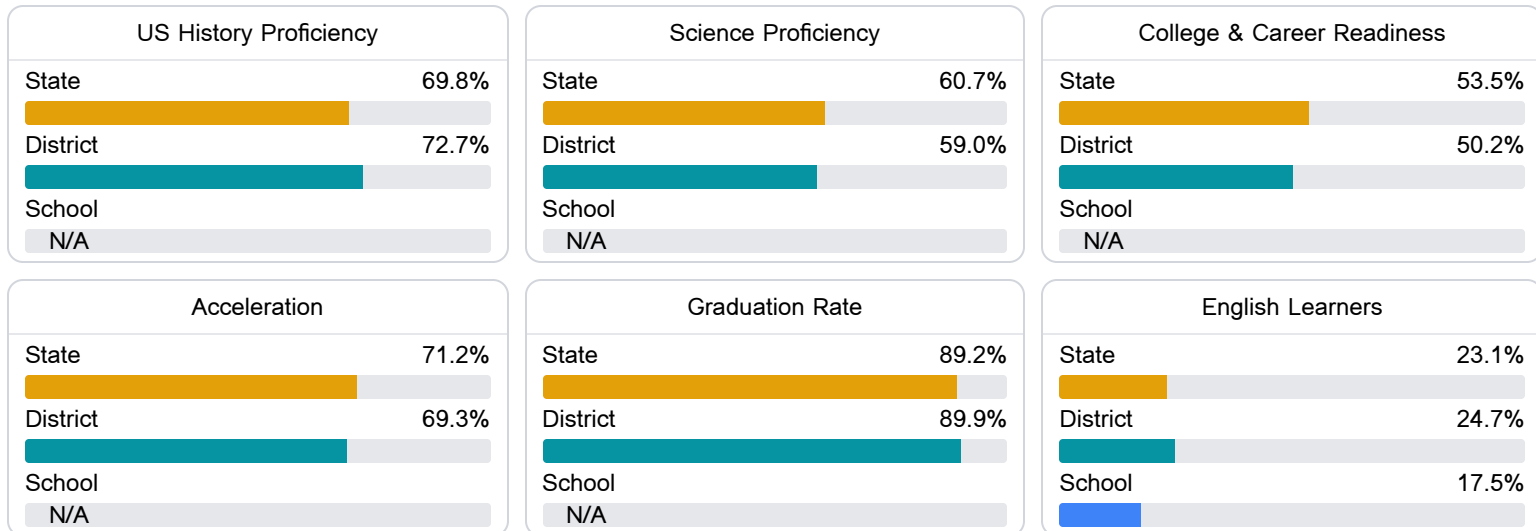 US History Proficiency
State 69.8%
District 72.7%
School
N/A
Science Proficiency
State 60.7%
District 59.0%
School
N/A
College & Career Readiness
State 53.5%
District 50.2%
School
N/A
Acceleration
State 71.2%
District 69.3%
School
N/A
Graduation Rate
State 89.2%
District 89.9%
School
N/A
English Learners
State 23.1%
District 24.7%
School 17.5%